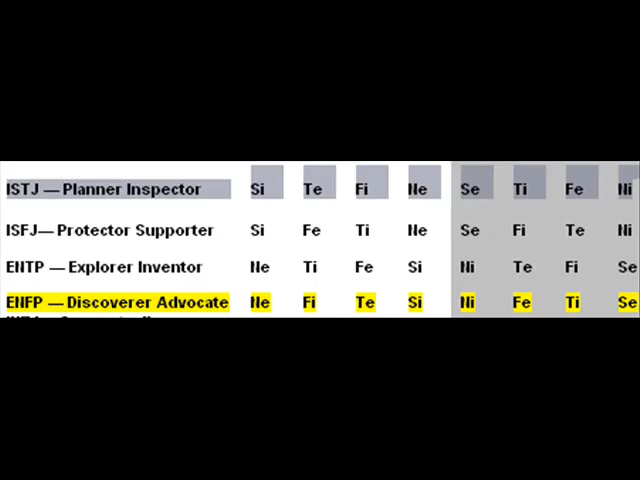 ISTJ — Planner Inspector Si Te Fi Ne Se Ti Fe Ni
ISFJ— Protector Supporter Si Fe Ti Ne Se Fi Te Ni
ENTP — Explorer Inventor Ne Ti Fe Si Ni Te Fi Se
ENFP — Discoverer Advocate Ne Fi Te Si Ni Fe Ti Se